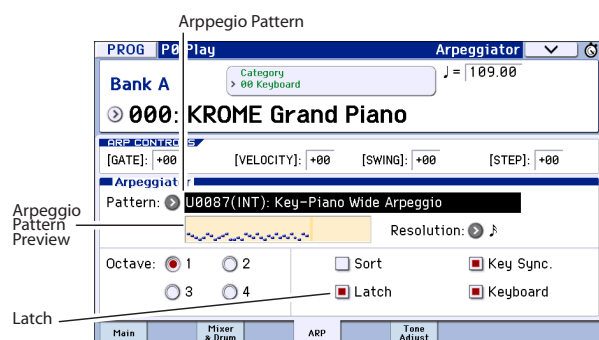 Arppegio Pattern
PROG P0 Play Arpeggiator
Bank A
Category
> 00 Keyboard
♩= 109.00
000: KROME Grand Piano
ARP CONTROLS
[GATE]: +00 [VELOCITY]: +00 [SWING]: +00 [STEP]: +00
Arpeggiator
Pattern: U0087(INT): Key-Piano Wide Arpeggio
Arpeggio
Pattern
Preview
Resolution:
Octave: 1 2 Sort Key Sync.
3 4 Latch Keyboard
Latch
Main Mixer & Drum ARP Tone Adjust